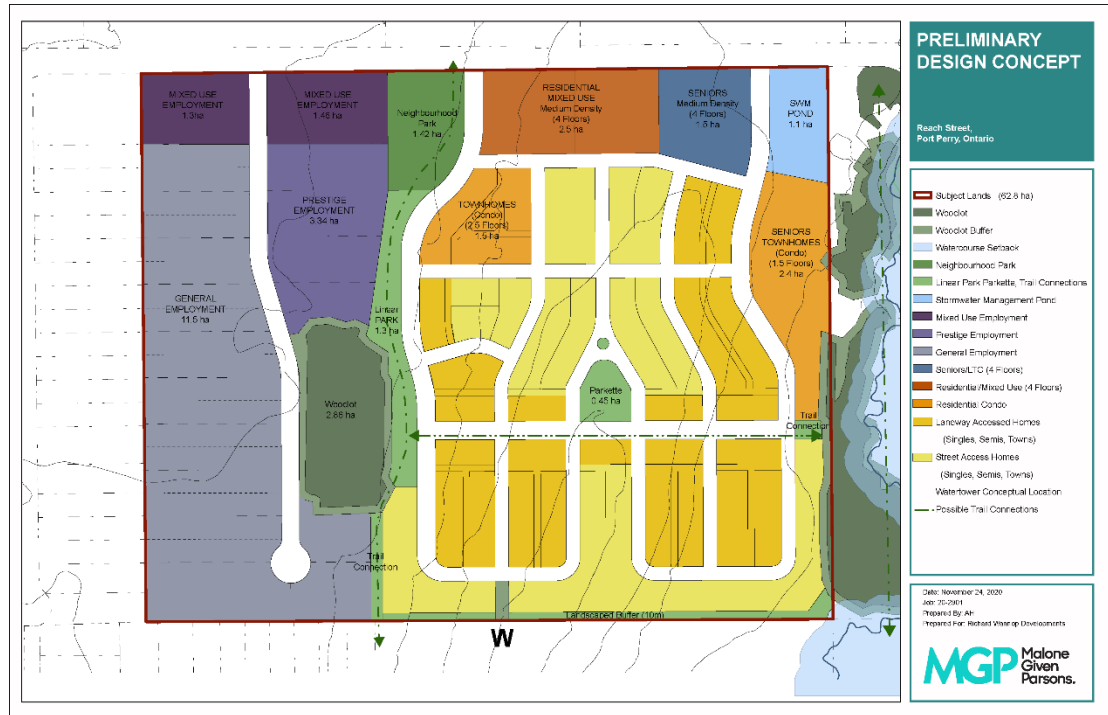 PRELIMINARY
DESIGN CONCEPT
Reach Street,
Port Perry, Ontario
MIXED USE
EMPLOYMENT
1.3ha
MIXED USE
EMPLOYMENT
1.46 ha
Neighbourhood
Park
1.42 ha
RESIDENTIAL
MIXED USE
Medium Density
(4 Floors)
2.5 ha
SENIORS
Medium Density
(4 Floors)
1.5 ha
SWM
POND
1.1 ha
PRESTIGE
EMPLOYMENT
3.34 ha
TOWNHOMES
(Condo)
(2.5 Floors)
1.5 ha
SENIORS
TOWNHOMES
(Condo)
(1.5 Floors)
2.4 ha
GENERAL
EMPLOYMENT
11.5 ha
Linear
PARK
1.3 ha
Woodlot
2.88 ha
Parkette
0.45 ha
Trail
Connection
Trail
Connection
Landscaped Buffer (10m)
W
Subject Lands (62.6 ha)
Woodlot
Woodlot Buffer
Watercourse Setback
Neighbourhood Park
Linear Park Parkette, Trail Connections
Stormwater Management Pond
Mixed Use Employment
Prestige Employment
General Employment
Seniors/LTC (4 Floors)
Residential/Mixed Use (4 Floors)
Residential Condo
Laneway Accessed Homes
(Singles, Semis, Towns)
Street Access Homes
(Singles, Semis, Towns)
Watertower Conceptual Location
Possible Trail Connections
Date: November 24, 2020
Job: 20-2901
Prepared By: AH
Prepared For: Richard Wannop Developments
MGP Malone
Given
Parsons.